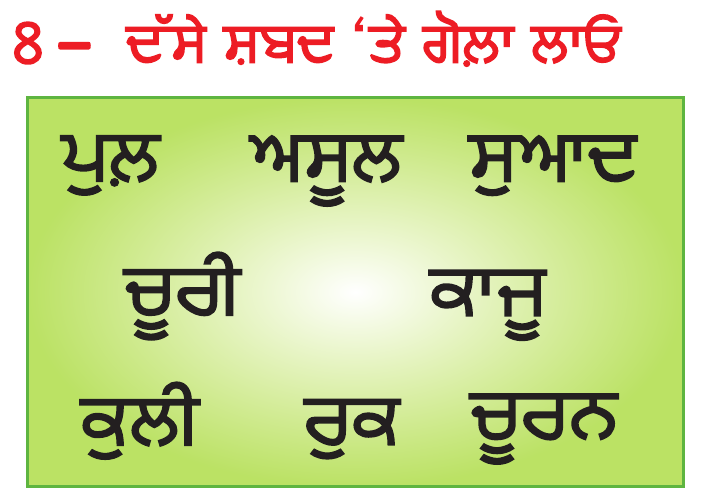 8 – ਦੱਸੇ ਸ਼ਬਦ ‘ਤੇ ਗੋਲ਼ਾ ਲਾਓ
ਪੁਲ਼ ਅਸੂਲ ਸੁਆਦ
ਚੂਰੀ ਕਾਜੂ
ਕੁਲੀ ਰੁਕ ਚੂਰਨ